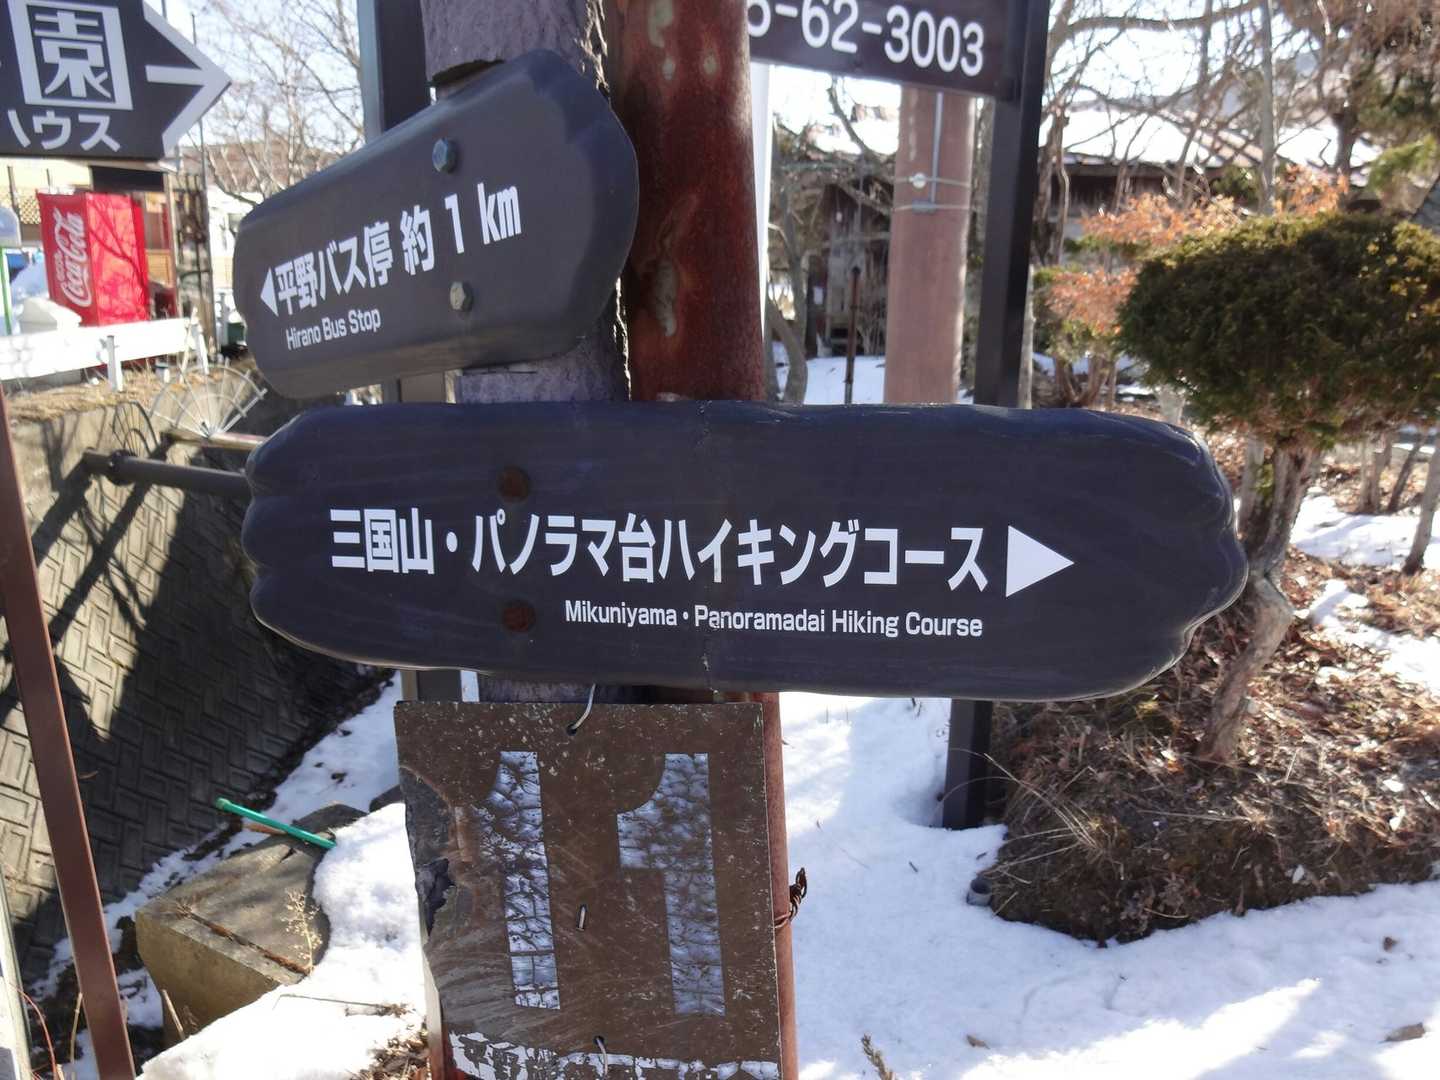 園
ハウス
5-62-3003
平野バス停 約 1 km
Hirano Bus Stop
三国山・パノラマ台ハイキングコース
Mikuniyama・Panoramadai Hiking Course
11
Coca-Cola